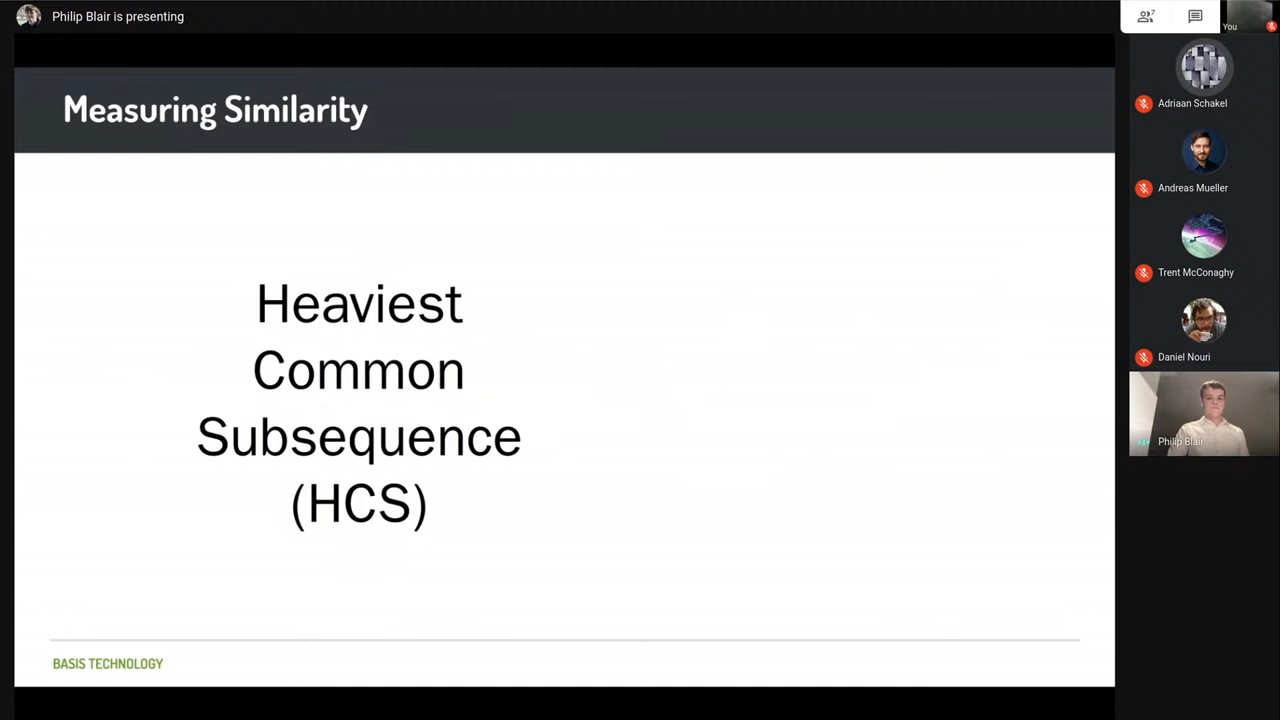 Philip Blair is presenting
7
You
Measuring Similarity
Adriaan Schakel
Andreas Mueller
Heaviest
Common
Subsequence
(HCS)
Trent McConaghy
Daniel Nouri
Philip Blair
BASIS TECHNOLOGY